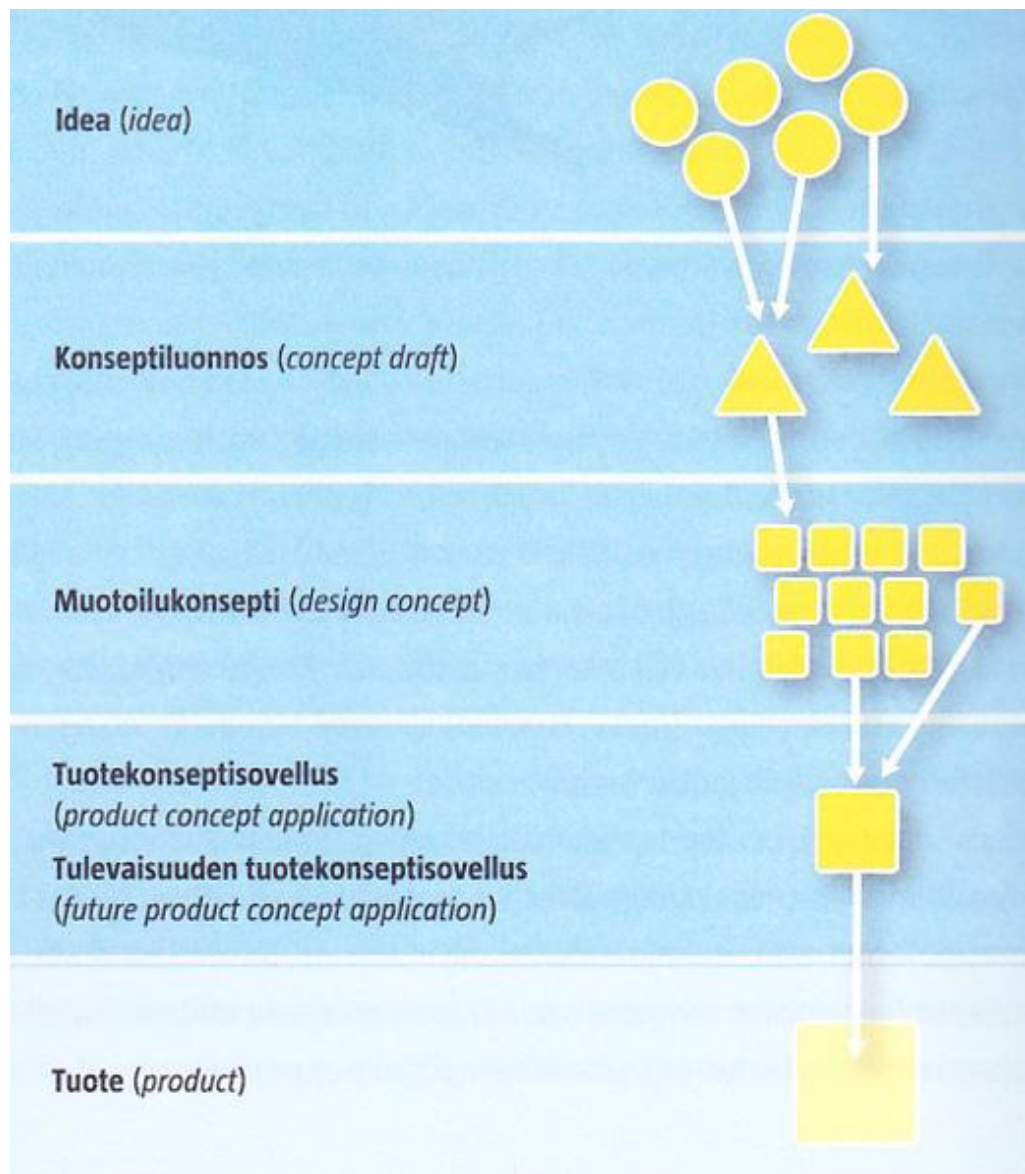 Idea (idea)
Konseptiluonnos (concept draft)
Muotoilukonsepti (design concept)
Tuotekonseptisovellus
(product concept application)
Tulevaisuuden tuotekonseptisovellus
(future product concept application)
Tuote (product)